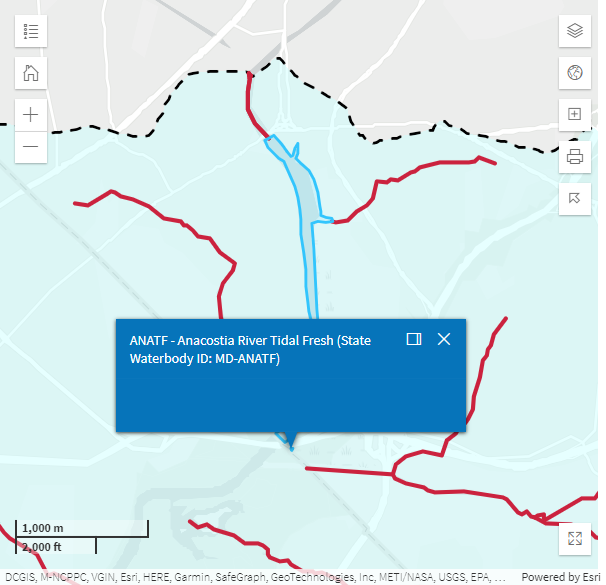 ANATF - Anacostia River Tidal Fresh (State
Waterbody ID: MD-ANATF)
1,000 m
2,000 ft
DCGIS, M-NCPPC, VGIN, Esri, HERE, Garmin, SafeGraph, GeoTechnologies, Inc, METI/NASA, USGS, EPA, ...
Powered by Esri